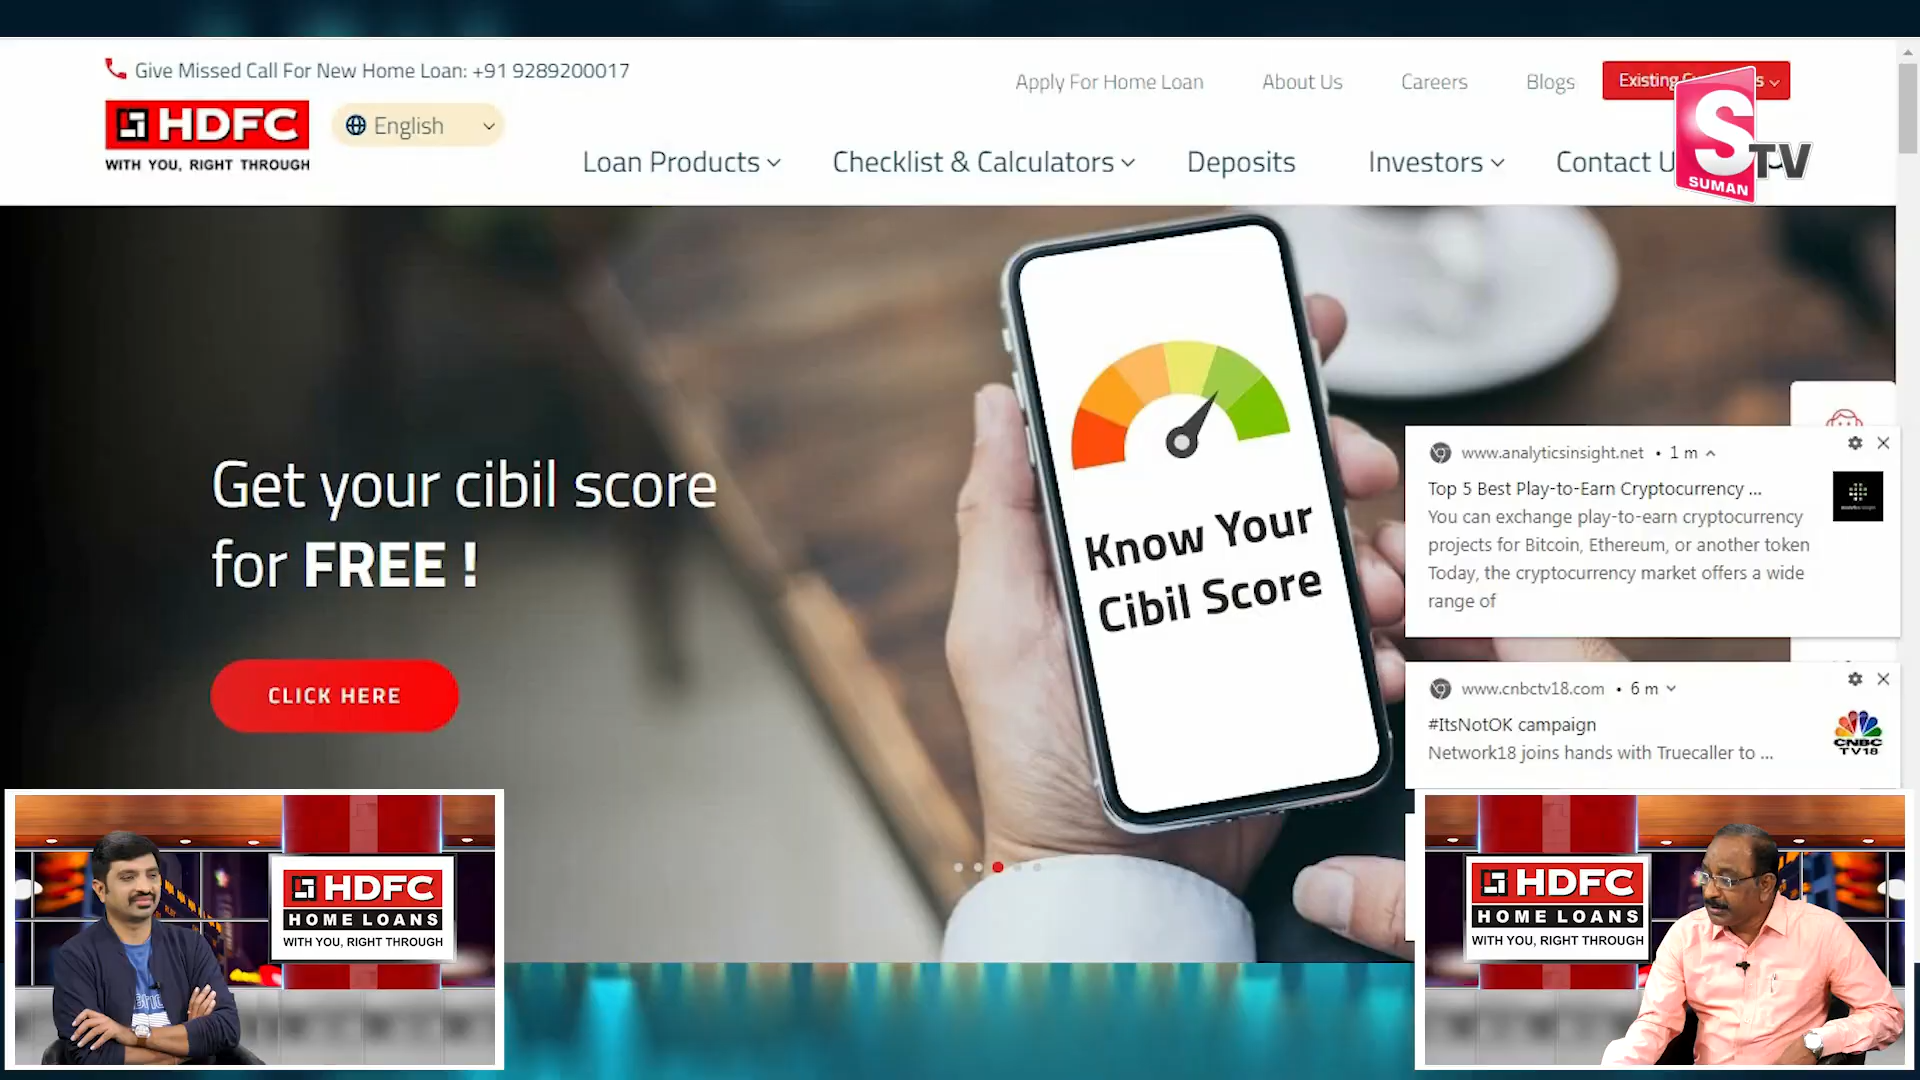 Give Missed Call For New Home Loan: +91 9289200017
Apply For Home Loan
About Us
Careers
Blogs
Existing
HDFC
WITH YOU, RIGHT THROUGH
English
Loan Products
Checklist & Calculators
Deposits
Investors
Contact
S TV
SUMAN
Get your cibil score
for FREE !
CLICK HERE
Know Your
Cibil Score
www.analyticsinsight.net • 1 m
Top 5 Best Play-to-Earn Cryptocurrency ...
You can exchange play-to-earn cryptocurrency
projects for Bitcoin, Ethereum, or another token
Today, the cryptocurrency market offers a wide
range of
www.cnbctv18.com • 6 m
#ItsNotOK campaign
Network18 joins hands with Truecaller to ...
CNBC
TV18
HDFC
HOME LOANS
WITH YOU, RIGHT THROUGH
HDFC
HOME LOANS
WITH YOU, RIGHT THROUGH